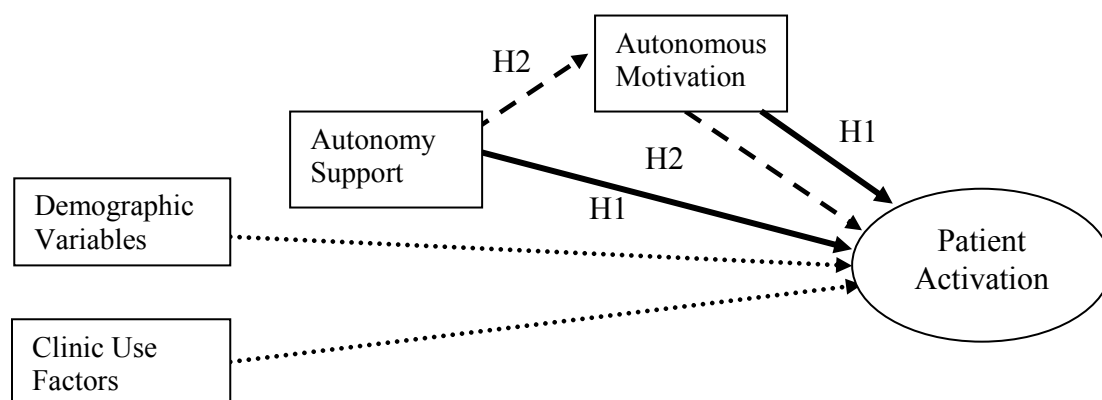 Autonomous
Motivation
H2
H1
Autonomy
Support
H2
H1
Demographic
Variables
Patient
Activation
Clinic Use
Factors